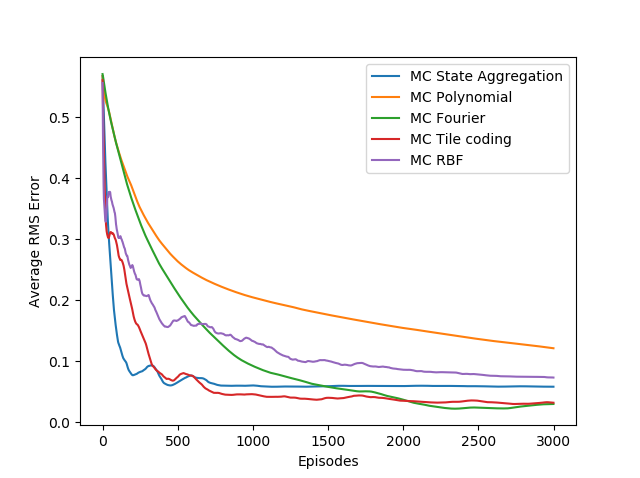 MC State Aggregation
MC Polynomial
MC Fourier
MC Tile coding
MC RBF
Average RMS Error
0.5
0.4
0.3
0.2
0.1
0.0
0 500 1000 1500 2000 2500 3000
Episodes